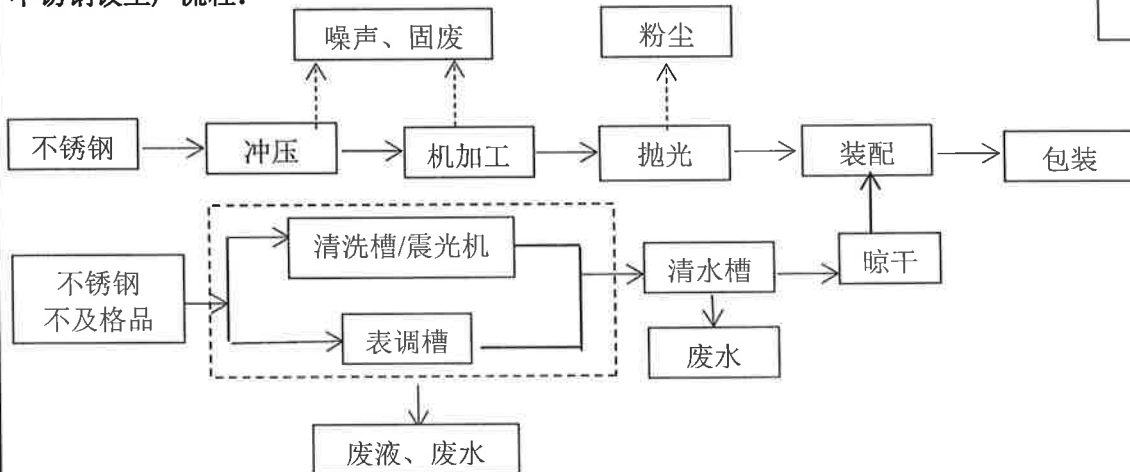 噪声、固废
粉尘
不锈钢
冲压
机加工
抛光
装配
包装
清洗槽/震光机
不锈钢
不及格品
清水槽
晾干
表调槽
废水
废液、废水